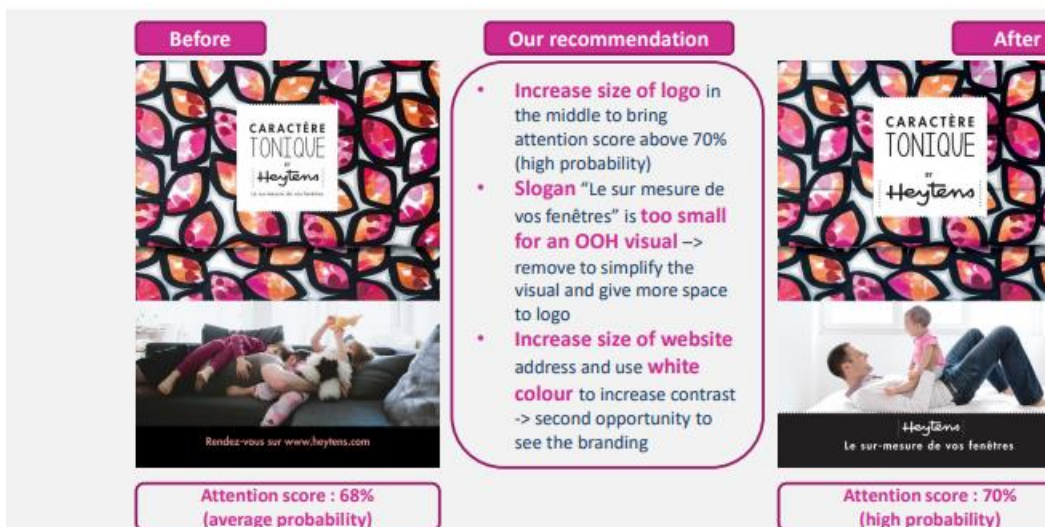 Before
CARACTÈRE
TONIQUE
BY
Heytens
Le sur-mesure de vos fenêtres
Rendez-vous sur www.heytens.com
Attention score : 68%
(average probability)
Our recommendation
• Increase size of logo in
the middle to bring
attention score above 70%
(high probability)
• Slogan “Le sur mesure de
vos fenêtres” is too small
for an OOH visual –>
remove to simplify the
visual and give more space
to logo
• Increase size of website
address and use white
colour to increase contrast
-> second opportunity to
see the branding
After
CARACTÈRE
TONIQUE
BY
Heytens
Heytens
Le sur-mesure de vos fenêtres
Attention score : 70%
(high probability)